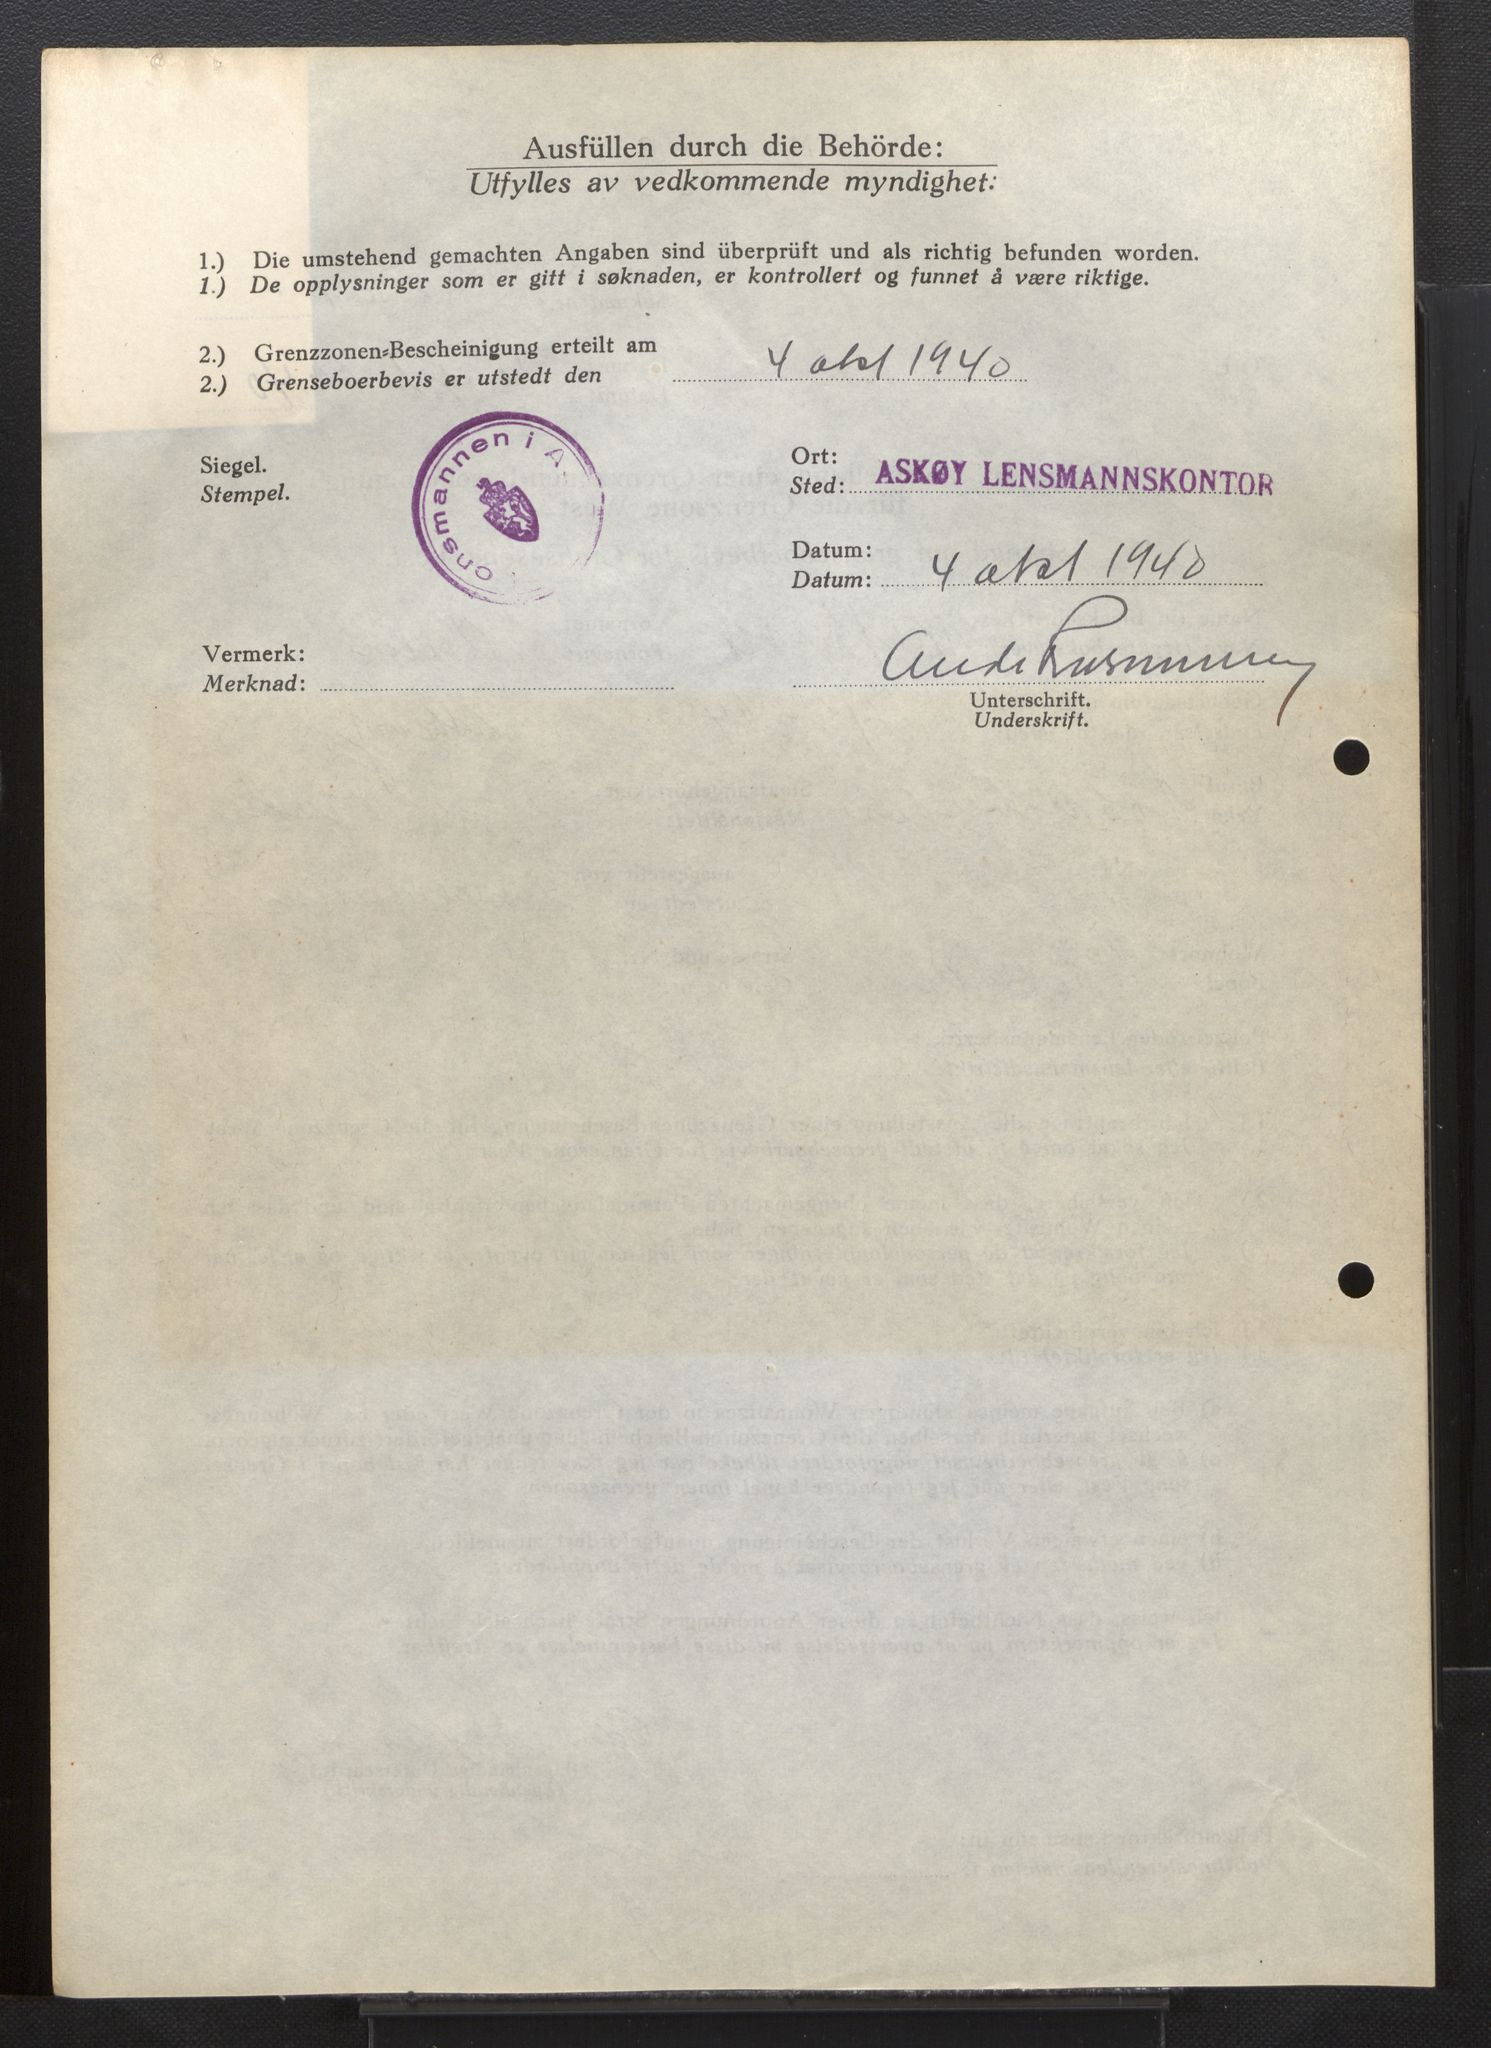 Ausfüllen durch die Behörde:
Utfylles av vedkommende myndighet:
1.) Die umstehend gemachten Angaben sind überprüft und als richtig befunden worden.
1.) De opplysninger som er gitt i søknaden, er kontrollert og funnet å være riktige.
2.) Grenzzonen-Bescheinigung erteilt am
2.) Grenseboerbevis er utstedt den 4 okt 1940
Siegel.
Stempel.
ensmannen i A
Ort:
Sted: ASKØY LENSMANNSKONTOR
Datum:
Datum: 4 okt 1940
Vermerk:
Merknad:
Unterschrift.
Underskrift.